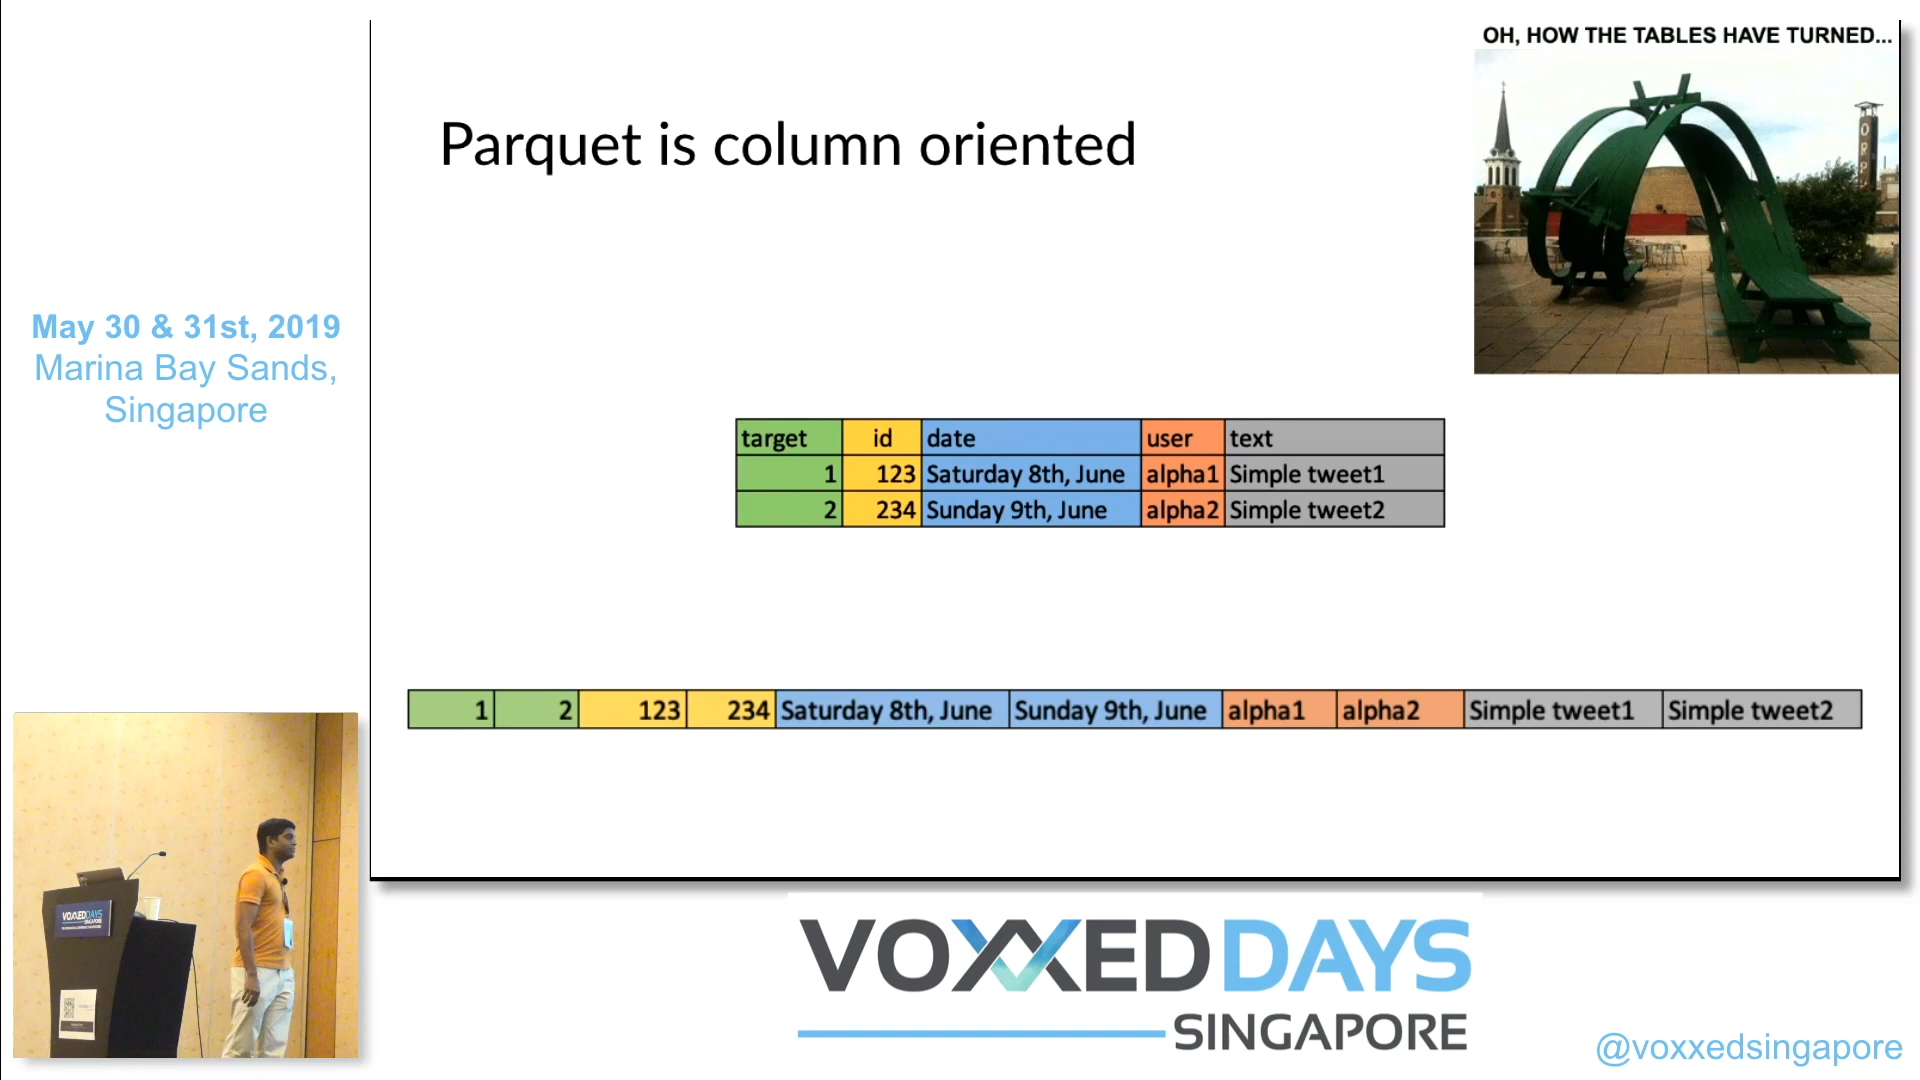 OH, HOW THE TABLES HAVE TURNED...
Parquet is column oriented
May 30 & 31st, 2019
Marina Bay Sands,
Singapore
target id date user text
1 123 Saturday 8th, June alpha1 Simple tweet1
2 234 Sunday 9th, June alpha2 Simple tweet2
1 2 123 234 Saturday 8th, June Sunday 9th, June alpha1 alpha2 Simple tweet1 Simple tweet2
VOXXEDDAYS
SINGAPORE
VOXXEDDAYS
SINGAPORE
@voxxedsingapore